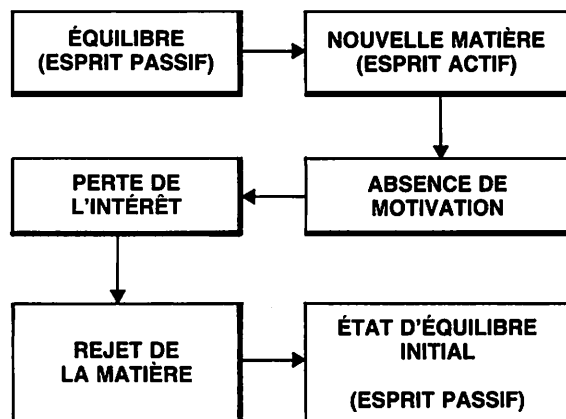 ÉQUILIBRE
(ESPRIT PASSIF)
NOUVELLE MATIÈRE
(ESPRIT ACTIF)
ABSENCE DE
MOTIVATION
PERTE DE
L'INTÉRÊT
REJET DE
LA MATIÈRE
ÉTAT D'ÉQUILIBRE
INITIAL
(ESPRIT PASSIF)